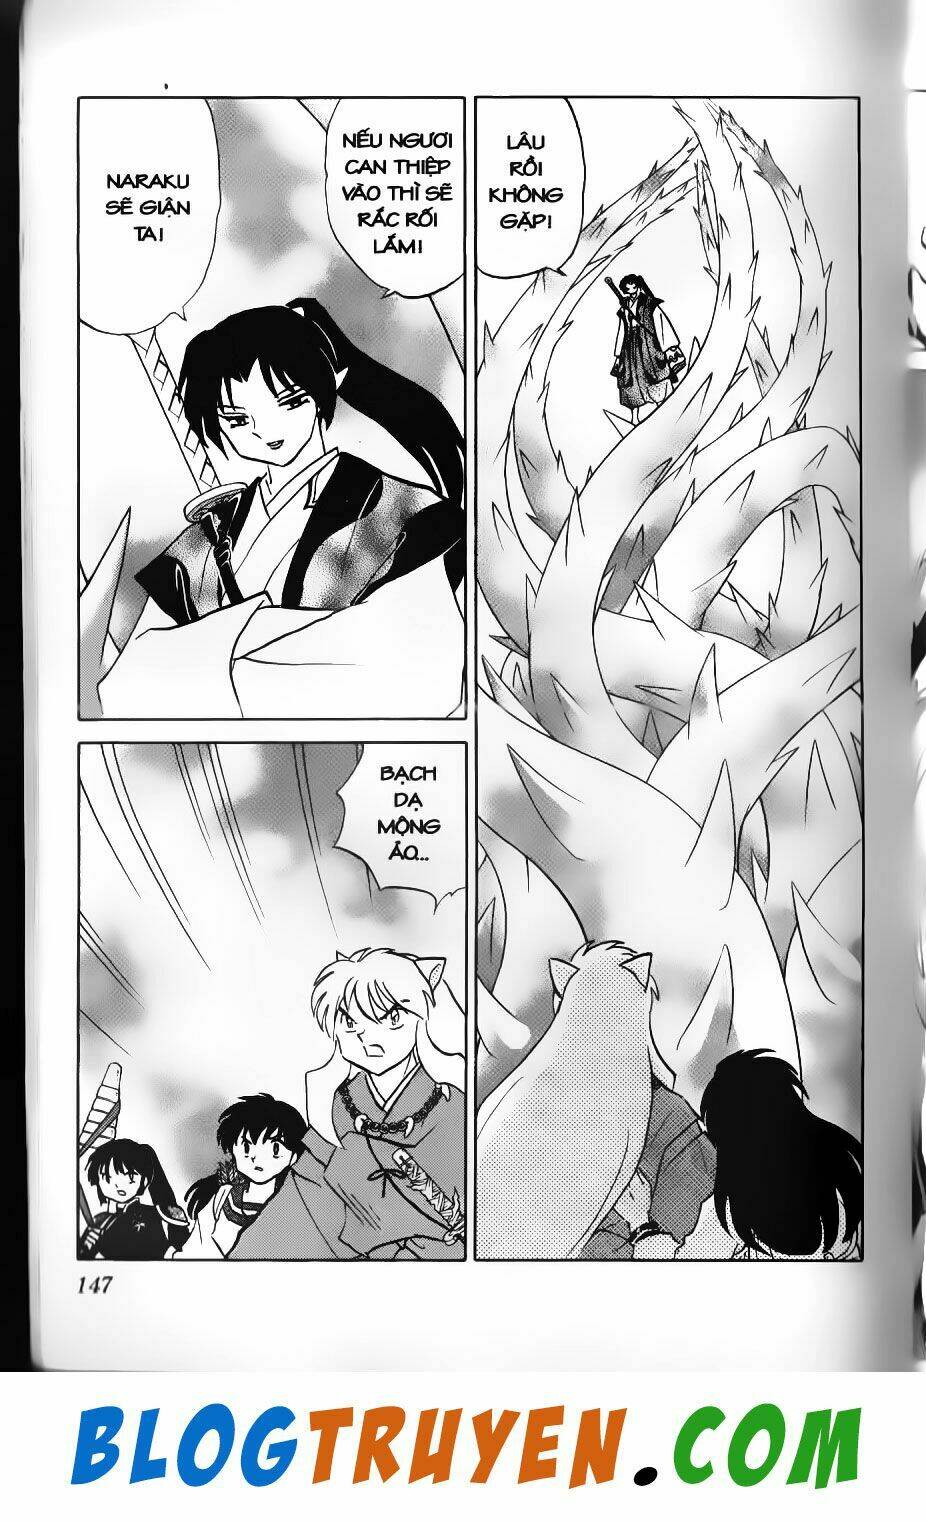 LÂU
RỒI
KHÔNG
GẶP!
NẾU NGƯƠI
CAN THIỆP
VÀO THÌ SẼ
RẮC RỐI
LẮM!
NARAKU
SẼ GIẬN
TA!
BẠCH
DẠ
MỘNG
ẢO...
147
BLOGTRUYEN.COM